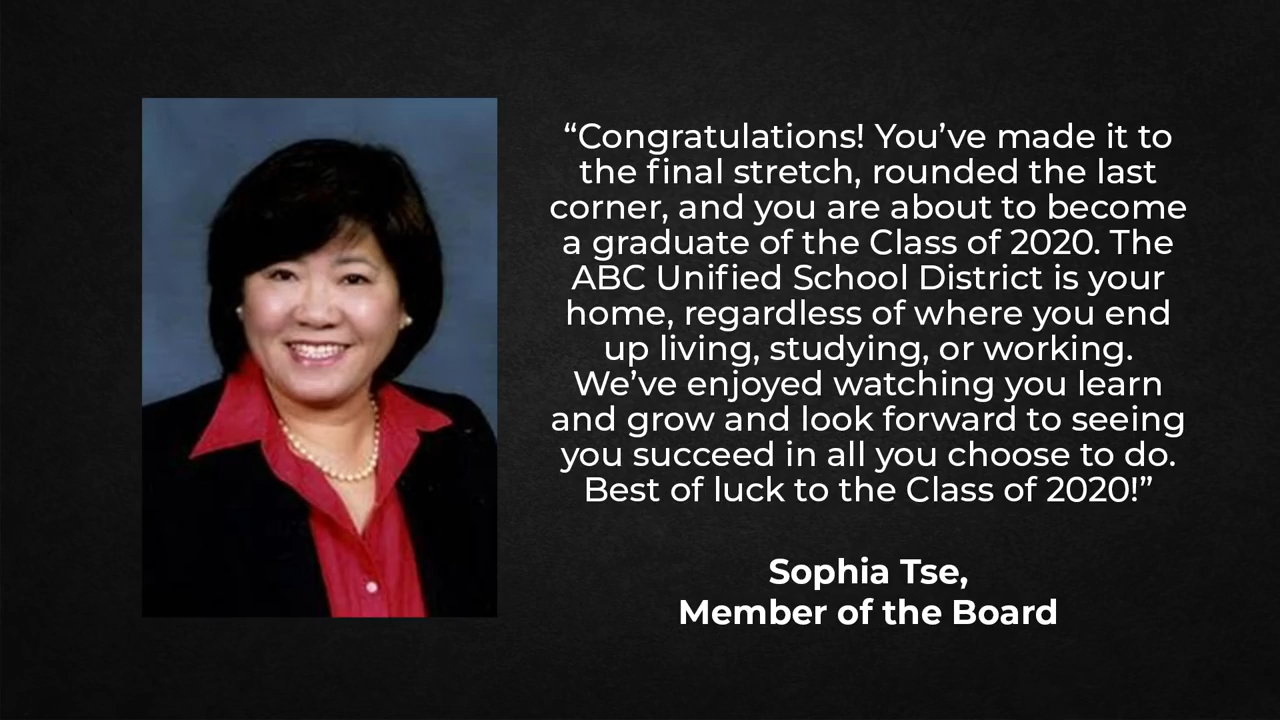 “Congratulations! You’ve made it to
the final stretch, rounded the last
corner, and you are about to become
a graduate of the Class of 2020. The
ABC Unified School District is your
home, regardless of where you end
up living, studying, or working.
We’ve enjoyed watching you learn
and grow and look forward to seeing
you succeed in all you choose to do.
Best of luck to the Class of 2020!”
Sophia Tse,
Member of the Board